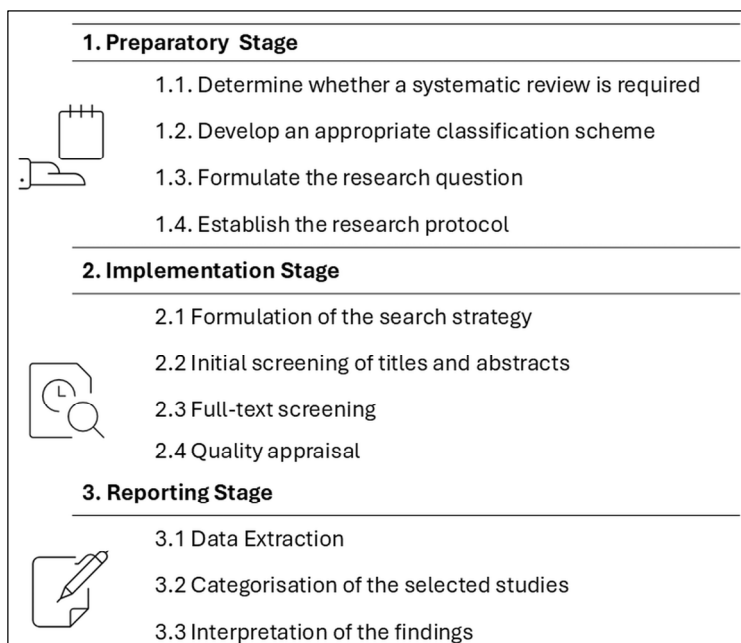 1. Preparatory Stage
1.1. Determine whether a systematic review is required
1.2. Develop an appropriate classification scheme
1.3. Formulate the research question
1.4. Establish the research protocol
2. Implementation Stage
2.1 Formulation of the search strategy
2.2 Initial screening of titles and abstracts
2.3 Full-text screening
2.4 Quality appraisal
3. Reporting Stage
3.1 Data Extraction
3.2 Categorisation of the selected studies
3.3 Interpretation of the findings